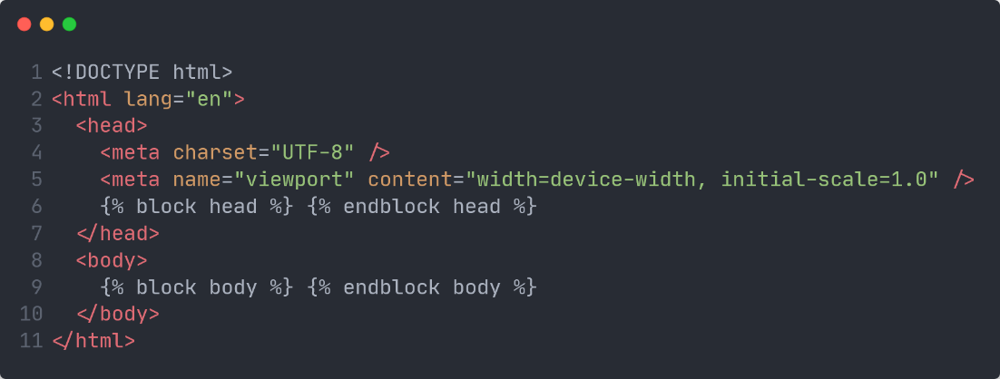 1 <!DOCTYPE html>
2 <html lang="en">
3   <head>
4     <meta charset="UTF-8" />
5     <meta name="viewport" content="width=device-width, initial-scale=1.0" />
6     {% block head %} {% endblock head %}
7   </head>
8   <body>
9     {% block body %} {% endblock body %}
10   </body>
11 </html>